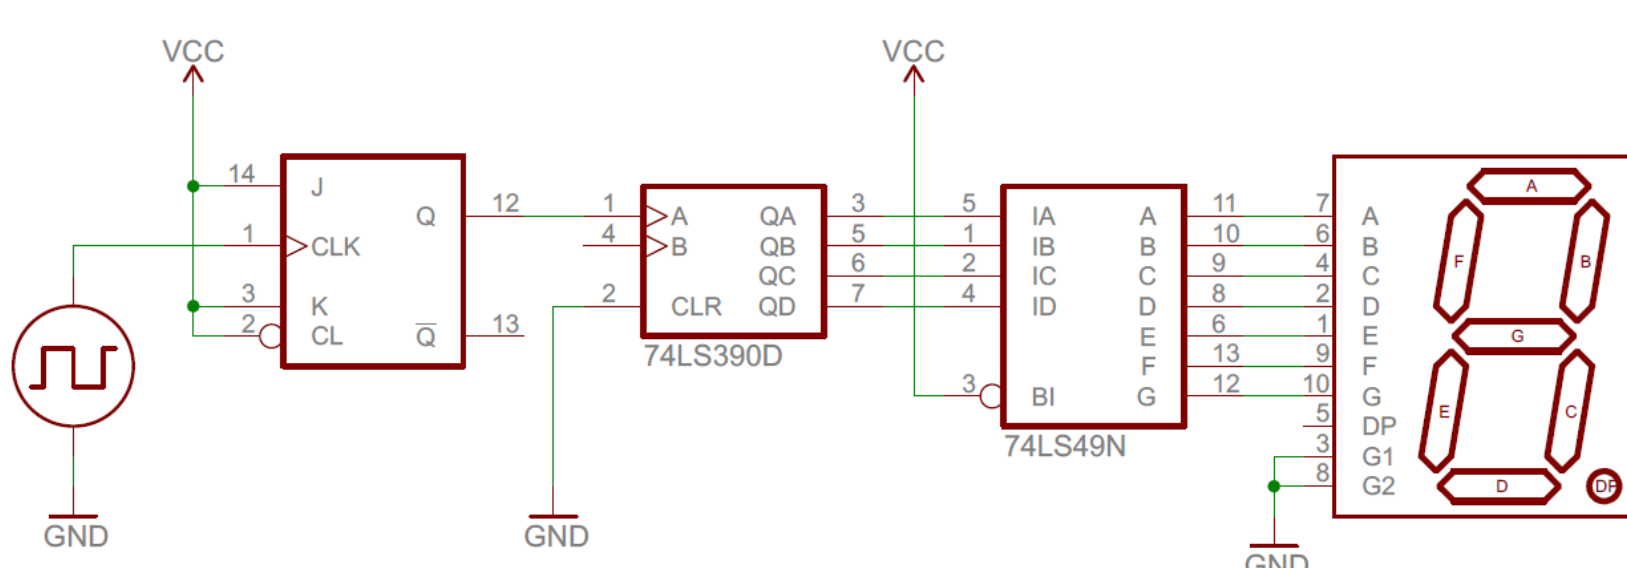 VCC
VCC
14 J
Q 12
1 CLK
3 K
2 CL
Q 13
GND
1 A
4 B
2 CLR
QA 3
QB 5
QC 6
QD 7
74LS390D
GND
5 IA
1 IB
2 IC
4 ID
3 BI
A 11
B 10
C 9
D 8
E 6
F 13
G 12
74LS49N
7 A
6 B
4 C
2 D
1 E
9 F
10 G
5 DP
3 G1
8 G2
GND
A
F
B
G
E
C
D
DP